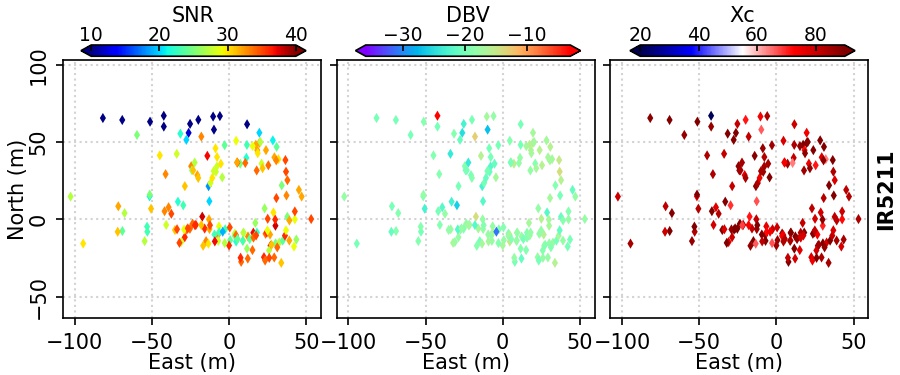 SNR DBV Xc
10 20 30 40 −30 −20 −10 20 40 60 80
100
50
0
−50
North (m)
IR5211
−100 −50 0 50 −100 −50 0 50 −100 −50 0 50
East (m) East (m) East (m)